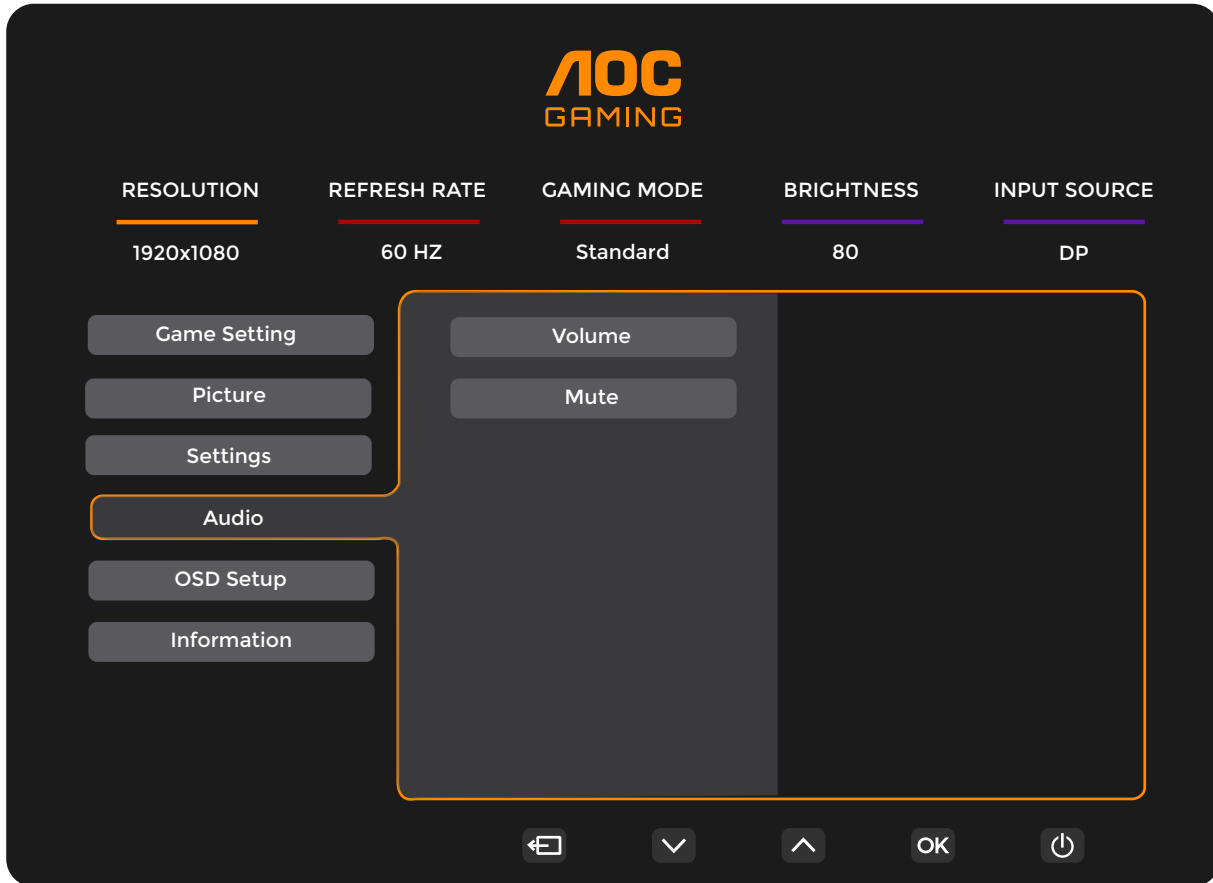 AOC
GAMING
RESOLUTION REFRESH RATE GAMING MODE BRIGHTNESS INPUT SOURCE
1920x1080 60 HZ Standard 80 DP
Game Setting
Volume
Picture
Mute
Settings
Audio
OSD Setup
Information
OK